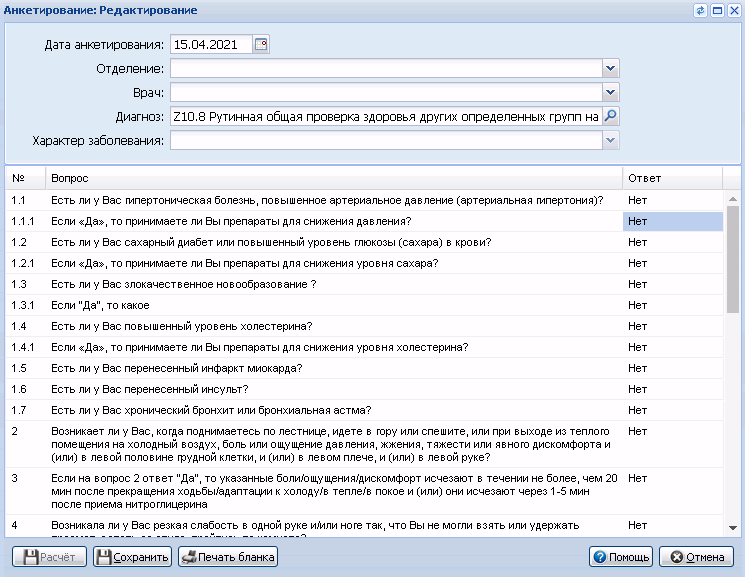 Анкетирование: Редактирование
Дата анкетирования: 15.04.2021
Отделение:
Врач:
Диагноз: Z10.8 Рутинная общая проверка здоровья других определенных групп на
Характер заболевания:
№ Вопрос Ответ
1.1 Есть ли у Вас гипертоническая болезнь, повышенное артериальное давление (артериальная гипертония)? Нет
1.1.1 Если «Да», то принимаете ли Вы препараты для снижения давления? Нет
1.2 Есть ли у Вас сахарный диабет или повышенный уровень глюкозы (сахара) в крови? Нет
1.2.1 Если «Да», то принимаете ли Вы препараты для снижения уровня сахара? Нет
1.3 Есть ли у Вас злокачественное новообразование ? Нет
1.3.1 Если "Да", то какое Нет
1.4 Есть ли у Вас повышенный уровень холестерина? Нет
1.4.1 Если «Да», то принимаете ли Вы препараты для снижения уровня холестерина? Нет
1.5 Есть ли у Вас перенесенный инфаркт миокарда? Нет
1.6 Есть ли у Вас перенесенный инсульт? Нет
1.7 Есть ли у Вас хронический бронхит или бронхиальная астма? Нет
2 Возникает ли у Вас, когда поднимаетесь по лестнице, идете в гору или спешите, или при выходе из теплого Нет
помещения на холодный воздух, боль или ощущение давления, жжения, тяжести или явного дискомфорта и
(или) в левой половине грудной клетки, и (или) в левом плече, и (или) в левой руке?
3 Если на вопрос 2 ответ "Да", то указанные боли/ощущения/дискомфорт исчезают в течении не более, чем 20 Нет
мин после прекращения ходьбы/адаптации к холоду/в тепле/в покое и (или) они исчезают через 1-5 мин
после приема нитроглицерина
4 Возникала ли у Вас резкая слабость в одной руке и/или ноге так, что Вы не могли взять или удержать Нет
Расчёт Сохранить Печать бланка Помощь Отмена